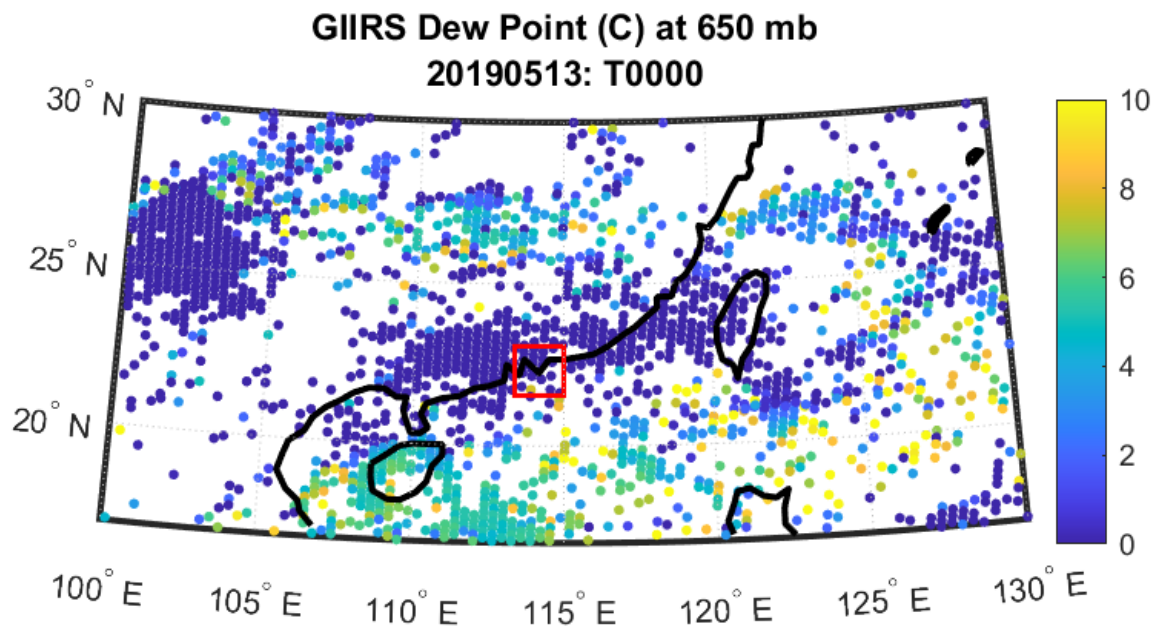 GIIRS Dew Point (C) at 650 mb
20190513: T0000
30° N
25° N
20° N
100° E
105° E
110° E
115° E
120° E
125° E
130° E
10
8
6
4
2
0